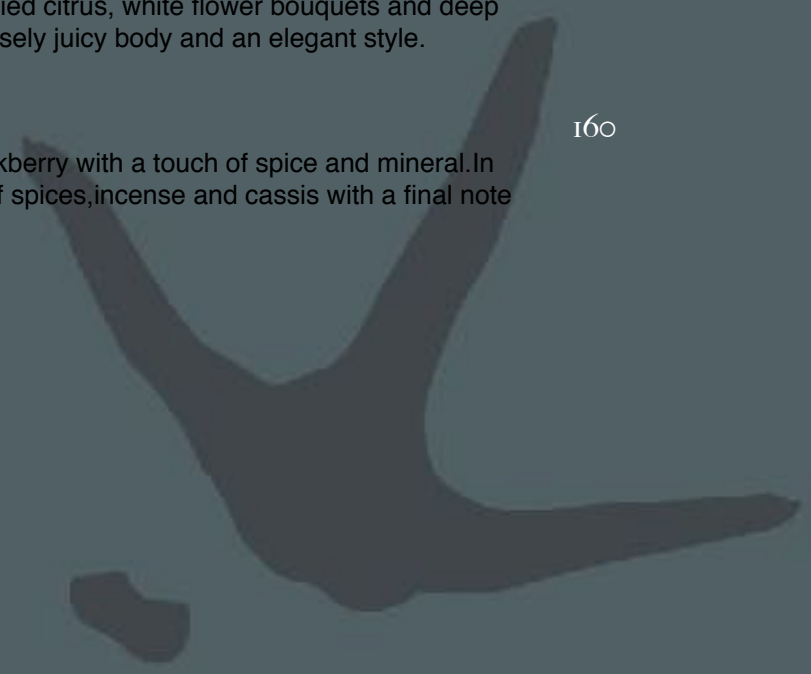 ied citrus, white flower bouquets and deep
sely juicy body and an elegant style.
160
kberry with a touch of spice and mineral.In
f spices,incense and cassis with a final note